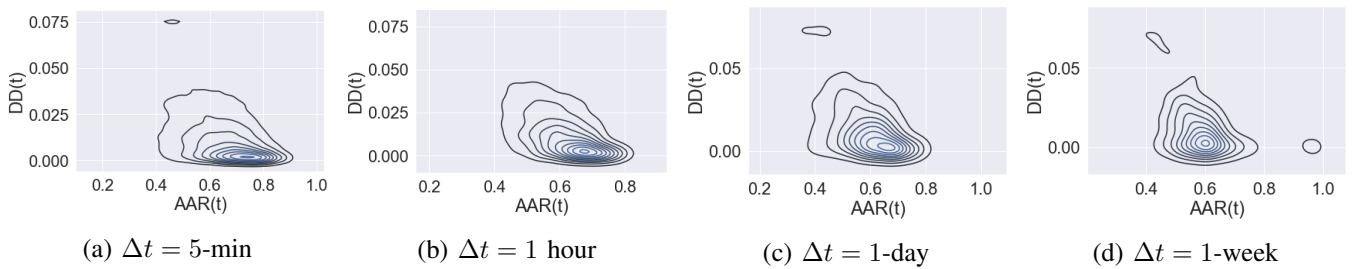 0.075
0.050
0.025
0.000
DD(t)
0.2 0.4 0.6 0.8 1.0
AAR(t)
(a) Δt = 5-min
0.075
0.050
0.025
0.000
DD(t)
0.2 0.4 0.6 0.8
AAR(t)
(b) Δt = 1 hour
0.05
0.00
DD(t)
0.2 0.4 0.6 0.8 1.0
AAR(t)
(c) Δt = 1-day
0.05
0.00
DD(t)
0.4 0.6 0.8 1.0
AAR(t)
(d) Δt = 1-week